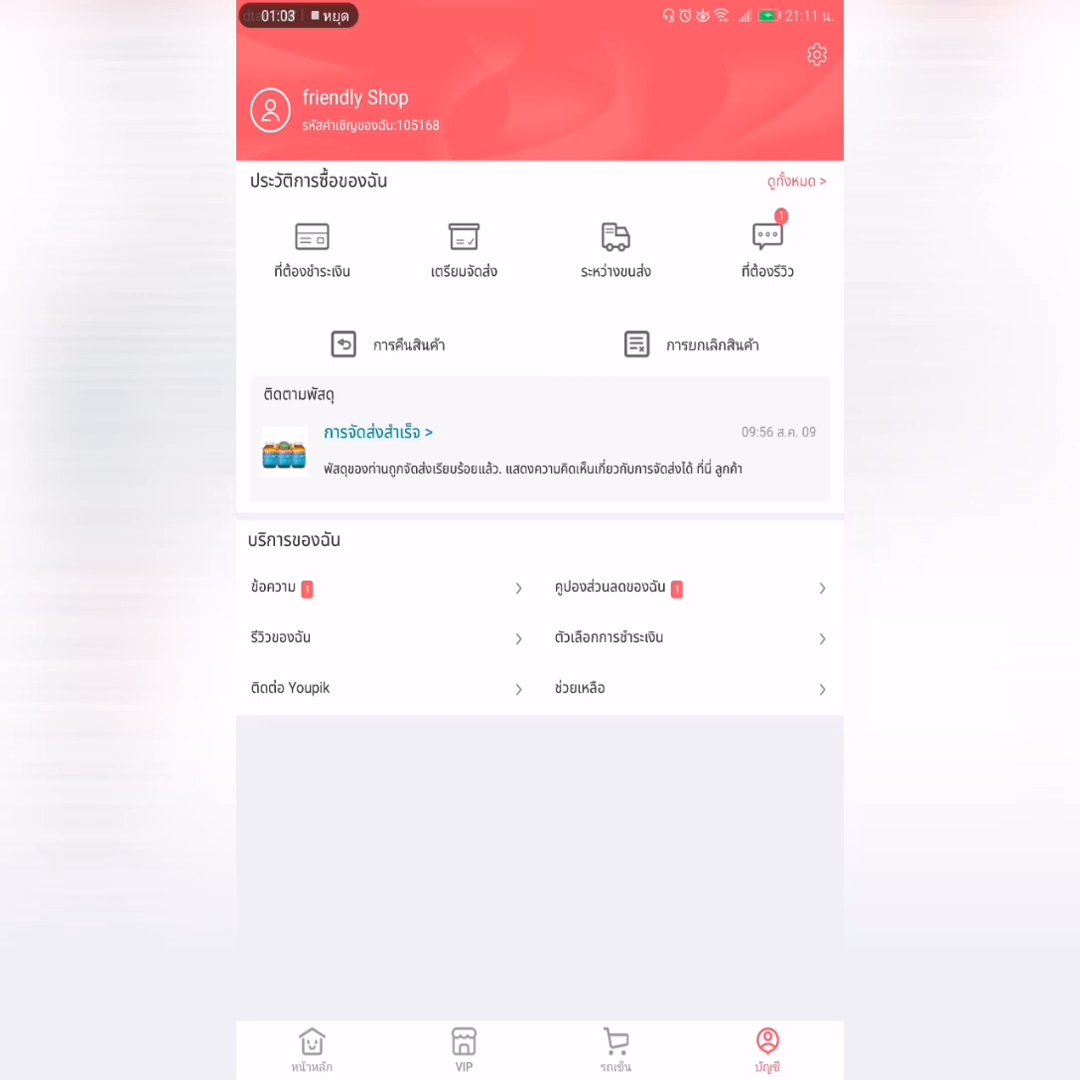 01:03 หยุด 21:11 น.
friendly Shop
รหัสคำเชิญของฉัน:105168
ประวัติการซื้อของฉัน ดูทั้งหมด >
1
ที่ต้องชำระเงิน เตรียมจัดส่ง ระหว่างขนส่ง ที่ต้องรีวิว
การคืนสินค้า การยกเลิกสินค้า
ติดตามพัสดุ
การจัดส่งสำเร็จ > 09:56 ส.ค. 09
พัสดุของท่านถูกจัดส่งเรียบร้อยแล้ว. แสดงความคิดเห็นเกี่ยวกับการจัดส่งได้ ที่นี่ ลูกค้า
บริการของฉัน
ข้อความ 1 คูปองส่วนลดของฉัน 1
รีวิวของฉัน ตัวเลือกการชำระเงิน
ติดต่อ Youpik ช่วยเหลือ
หน้าหลัก VIP รถเข็น บัญชี